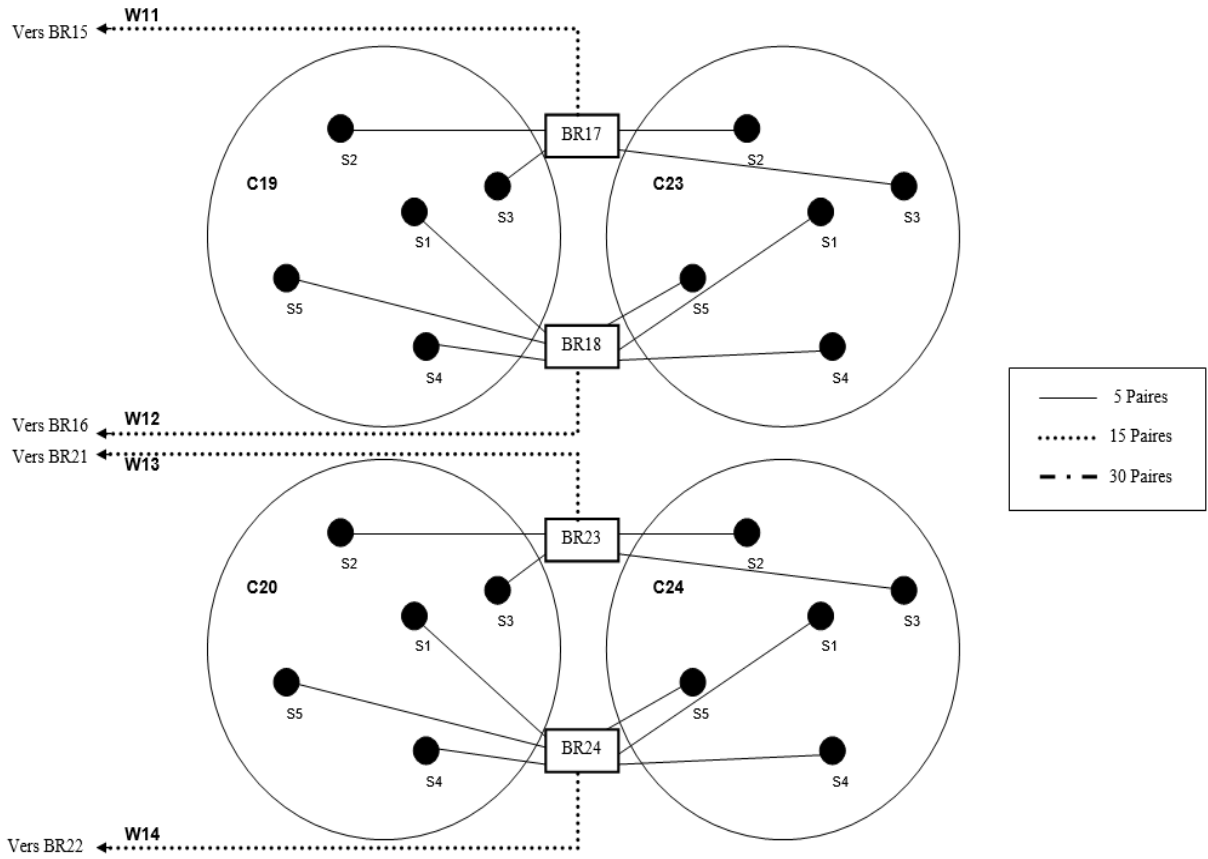 W11
Vers BR15
BR17
S2
S2
C19
C23
S3
S3
S1
S1
S5
S5
BR18
S4
S4
5 Paires
15 Paires
30 Paires
Vers BR16
W12
Vers BR21
W13
BR23
S2
S2
C20
C24
S3
S3
S1
S1
S5
S5
BR24
S4
S4
W14
Vers BR22